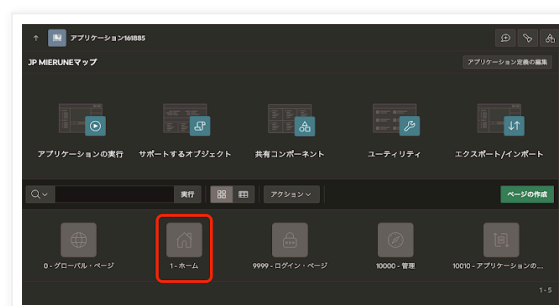 アプリケーション161885
JP MIERUNEマップ
アプリケーション定義の編集
アプリケーションの実行
サポートするオブジェクト
共有コンポーネント
ユーティリティ
エクスポート/インポート
実行
アクション
ページの作成
0 - グローバル・ページ
1 - ホーム
9999 - ログイン・ページ
10000 - 管理
10010 - アプリケーションの...
1 - 5